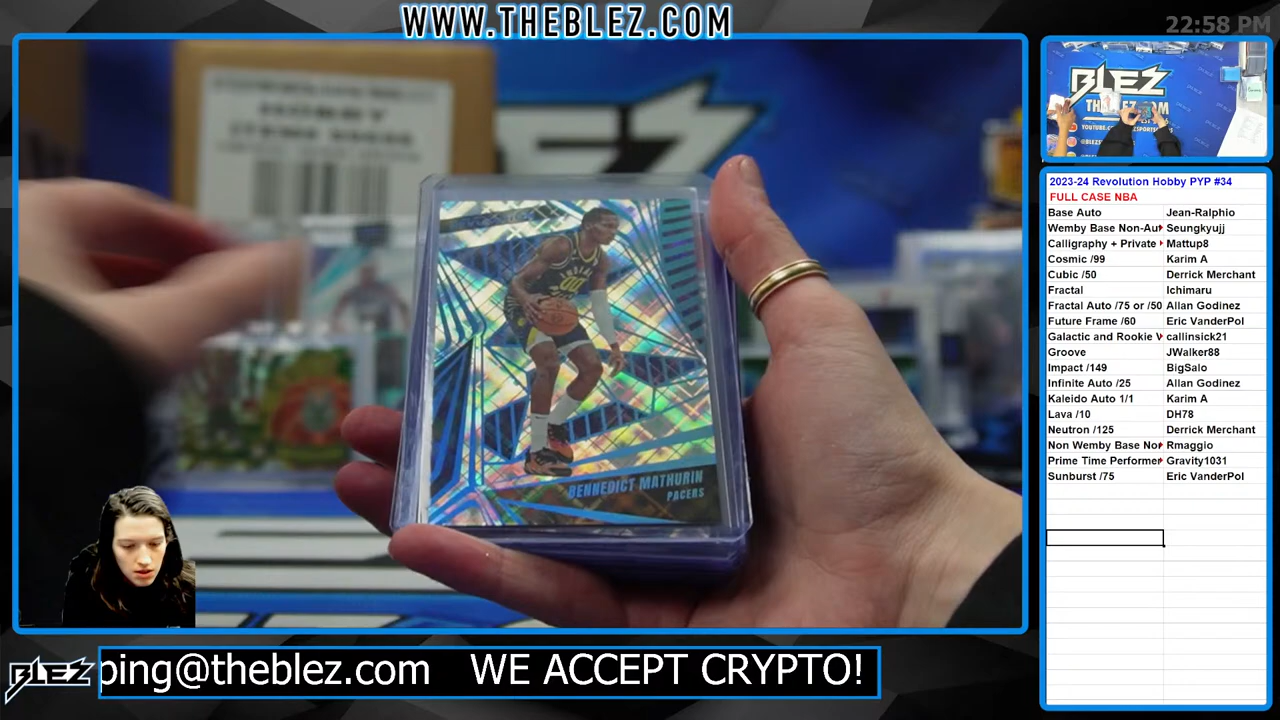 WWW.THEBLEZ.COM
22:58 PM
HOBBY
BLEZ
2023-24 Revolution Hobby PYP #34
FULL CASE NBA
Base Auto Jean-Ralphio
Wemby Base Non-Au Seungkyujj
Calligraphy + Private Mattup8
Cosmic /99 Karim A
Cubic /50 Derrick Merchant
Fractal Ichimaru
Fractal Auto /75 or /50 Allan Godinez
Future Frame /60 Eric VanderPol
Galactic and Rookie V callinsick21
Groove JWalker88
Impact /149 BigSalo
Infinite Auto /25 Allan Godinez
Kaleido Auto 1/1 Karim A
Lava /10 DH78
Neutron /125 Derrick Merchant
Non Wemby Base No Rmaggio
Prime Time Performer Gravity1031
Sunburst /75 Eric VanderPol
INDIANA
00
BENNEDICT MATHURIN
PACERS
BLEZ
ping@theblez.com WE ACCEPT CRYPTO!